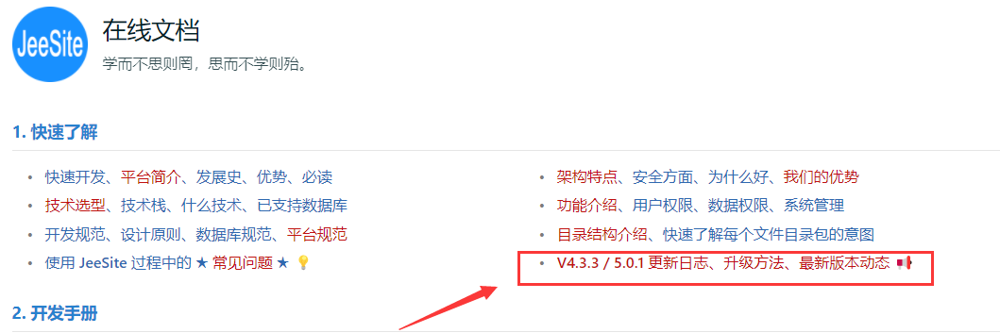 JeeSite
在线文档
学而不思则罔，思而不学则殆。
1. 快速了解
• 快速开发、平台简介、发展史、优势、必读
• 架构特点、安全方面、为什么好、我们的优势
• 技术选型、技术栈、什么技术、已支持数据库
• 功能介绍、用户权限、数据权限、系统管理
• 开发规范、设计原则、数据库规范、平台规范
• 目录结构介绍、快速了解每个文件目录包的意图
• 使用 JeeSite 过程中的 ★ 常见问题 ★ 💡
• V4.3.3 / 5.0.1 更新日志、升级方法、最新版本动态 📢
2. 开发手册